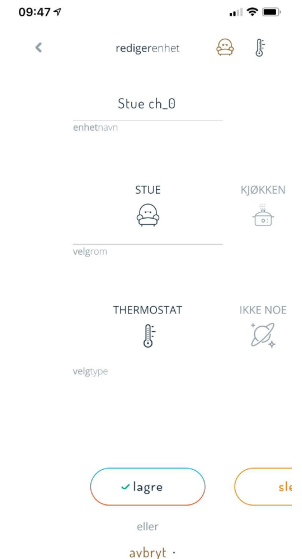 09:47
redigerenhet
Stue ch_0
enhetnavn
STUE KJØKKEN
velgrom
THERMOSTAT IKKE NOE
velgtype
lagre
eller
avbryt